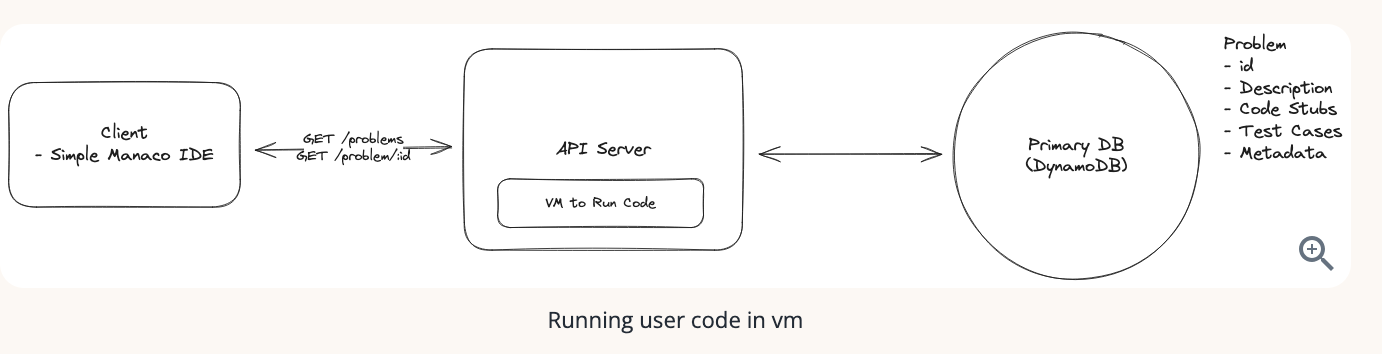 Client
- Simple Manaco IDE
GET /problems
GET /problem/:id
API Server
VM to Run Code
Primary DB
(DynamoDB)
Problem
- id
- Description
- Code Stubs
- Test Cases
- Metadata
Running user code in vm